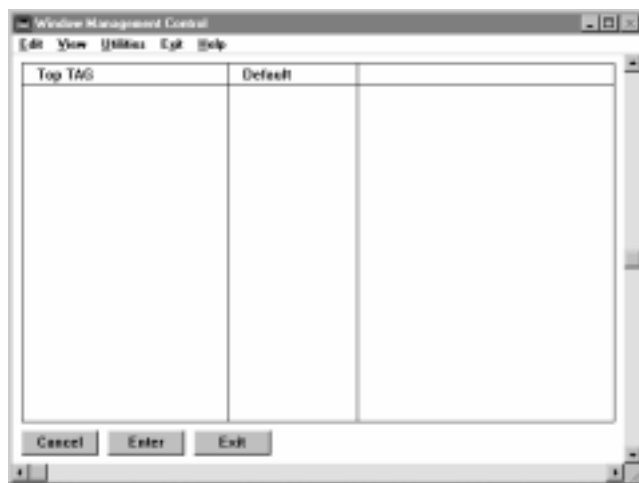 Window Management Control
Edit View Utilities Exit Help
Top TAG Default
Cancel Enter Exit